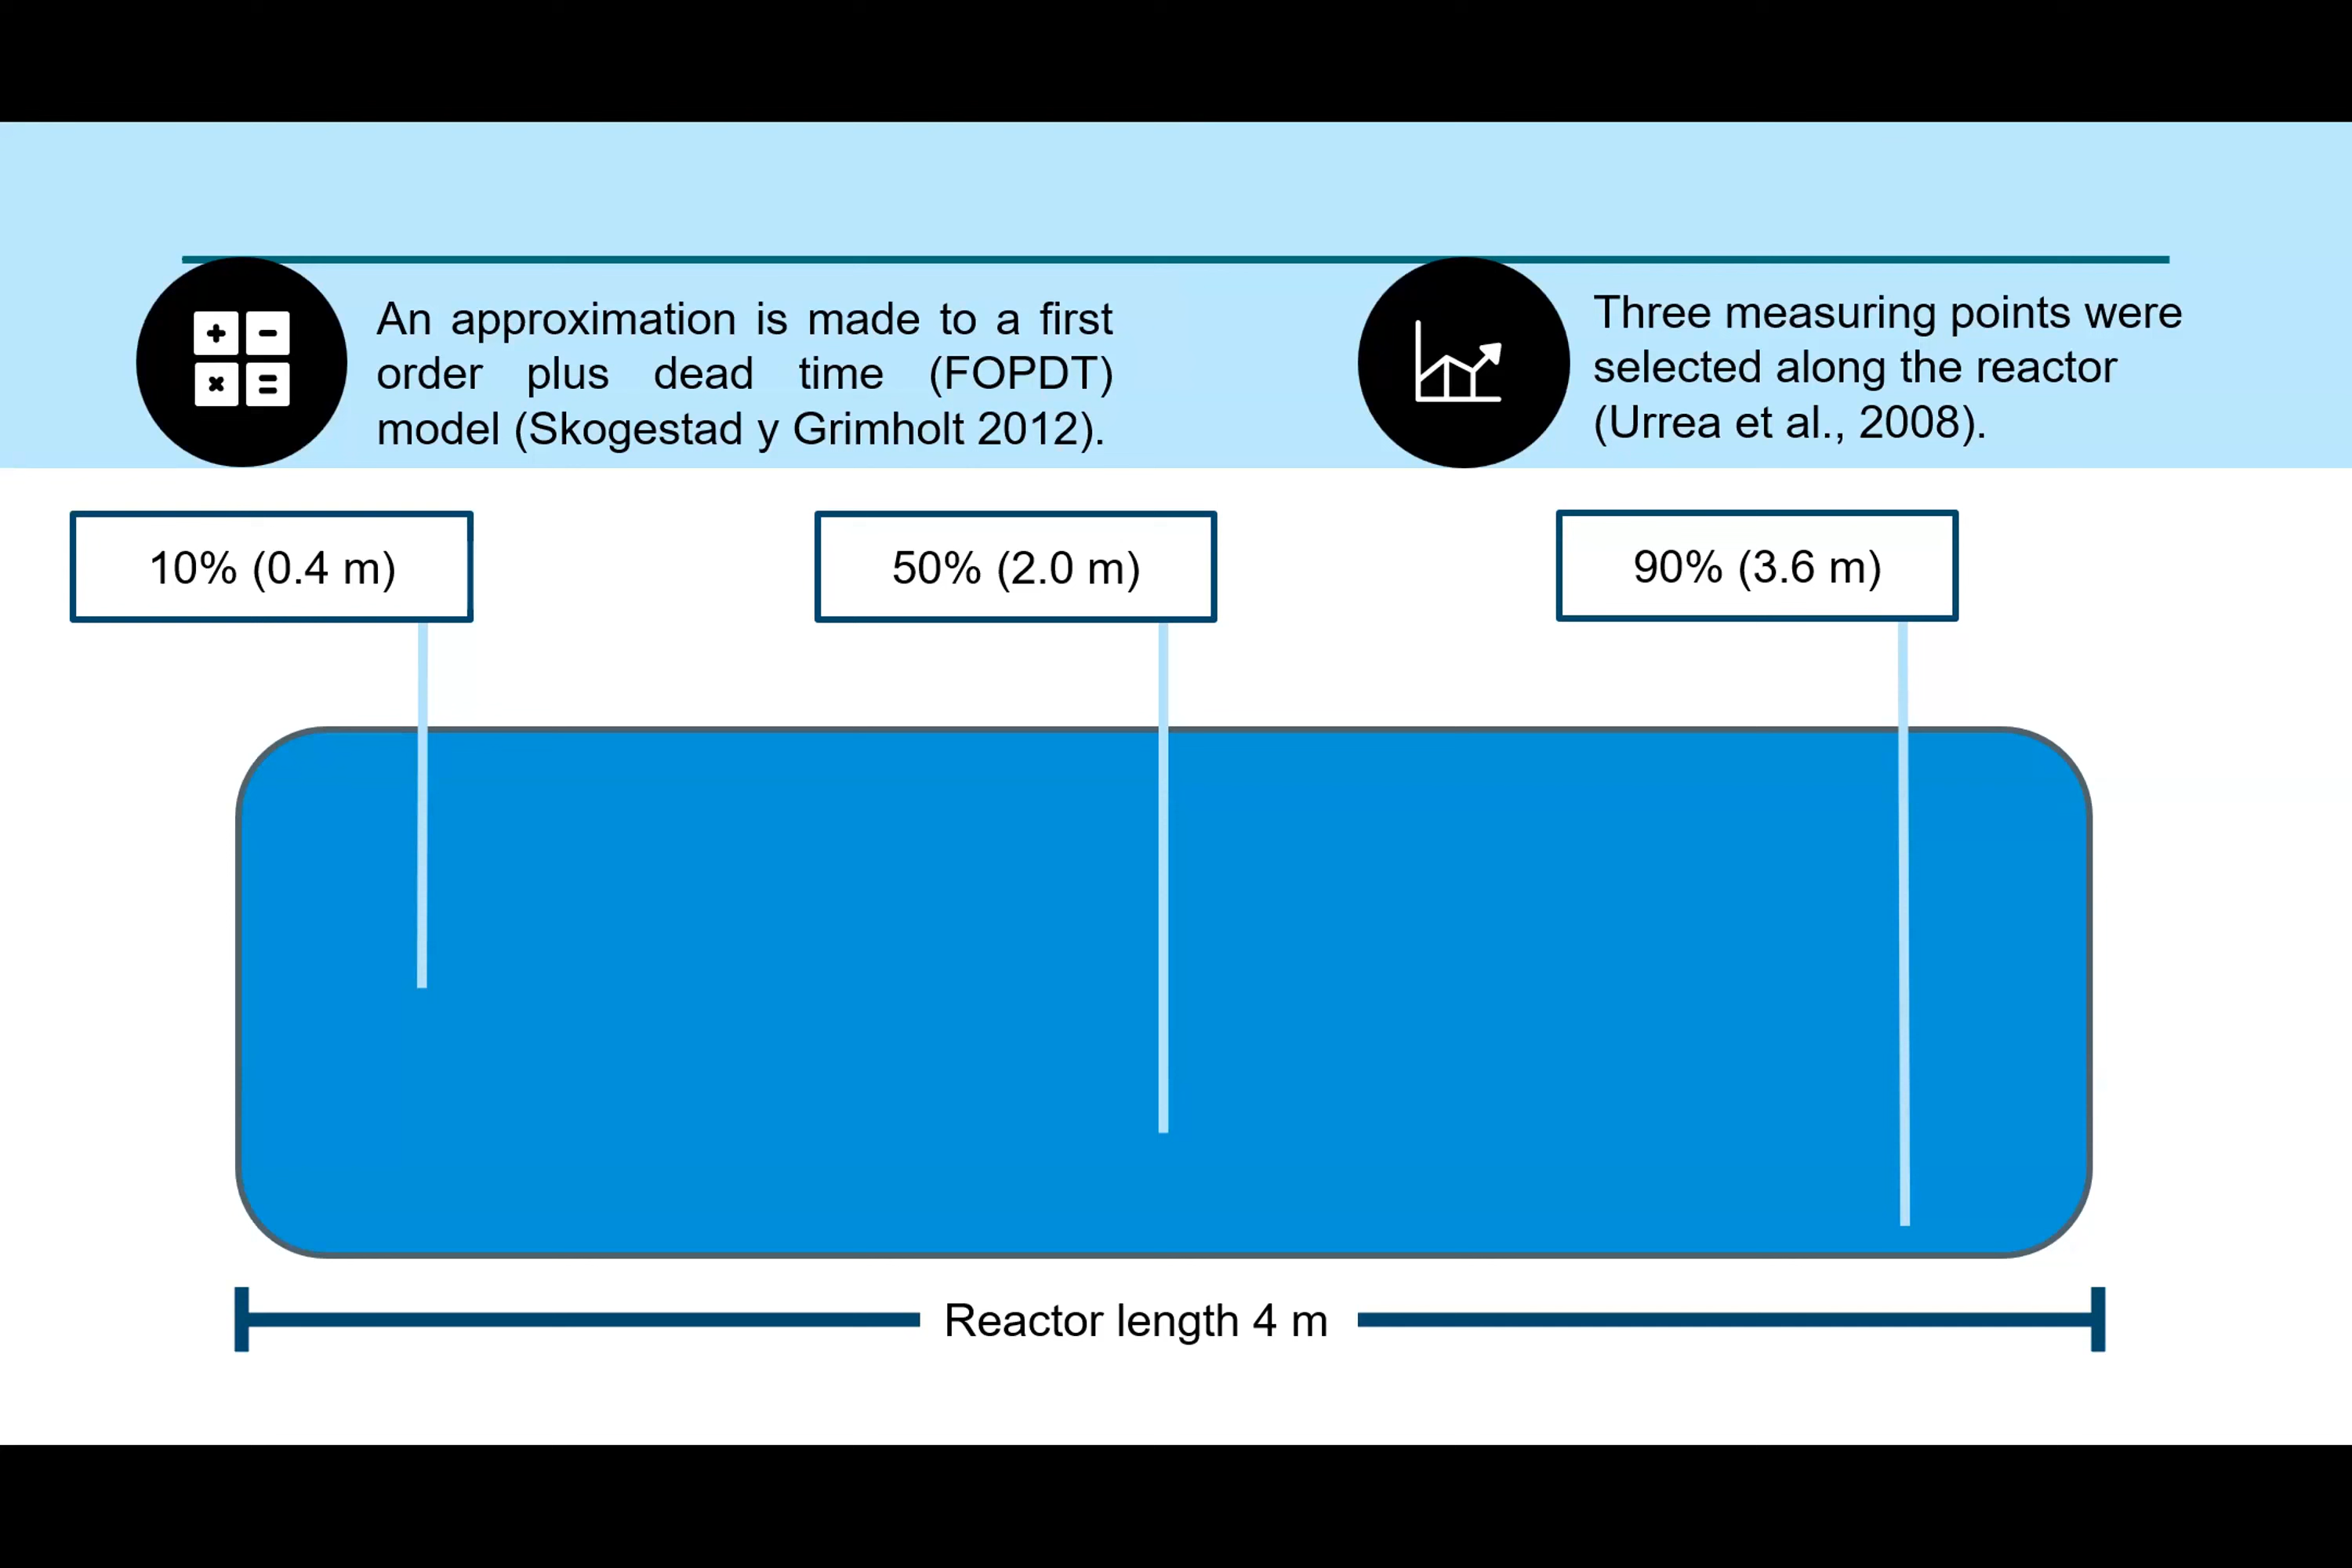 An approximation is made to a first
order plus dead time (FOPDT)
model (Skogestad y Grimholt 2012).
Three measuring points were
selected along the reactor
(Urrea et al., 2008).
10% (0.4 m)
50% (2.0 m)
90% (3.6 m)
Reactor length 4 m